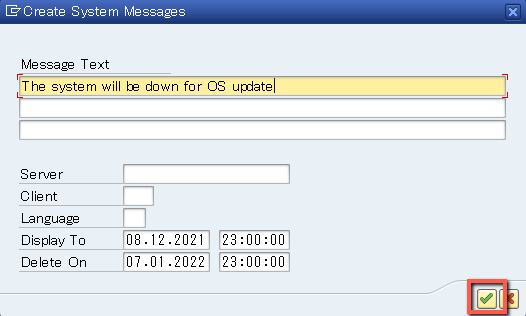 Create System Messages
Message Text
The system will be down for OS update
Server
Client
Language
Display To 08.12.2021 23:00:00
Delete On 07.01.2022 23:00:00